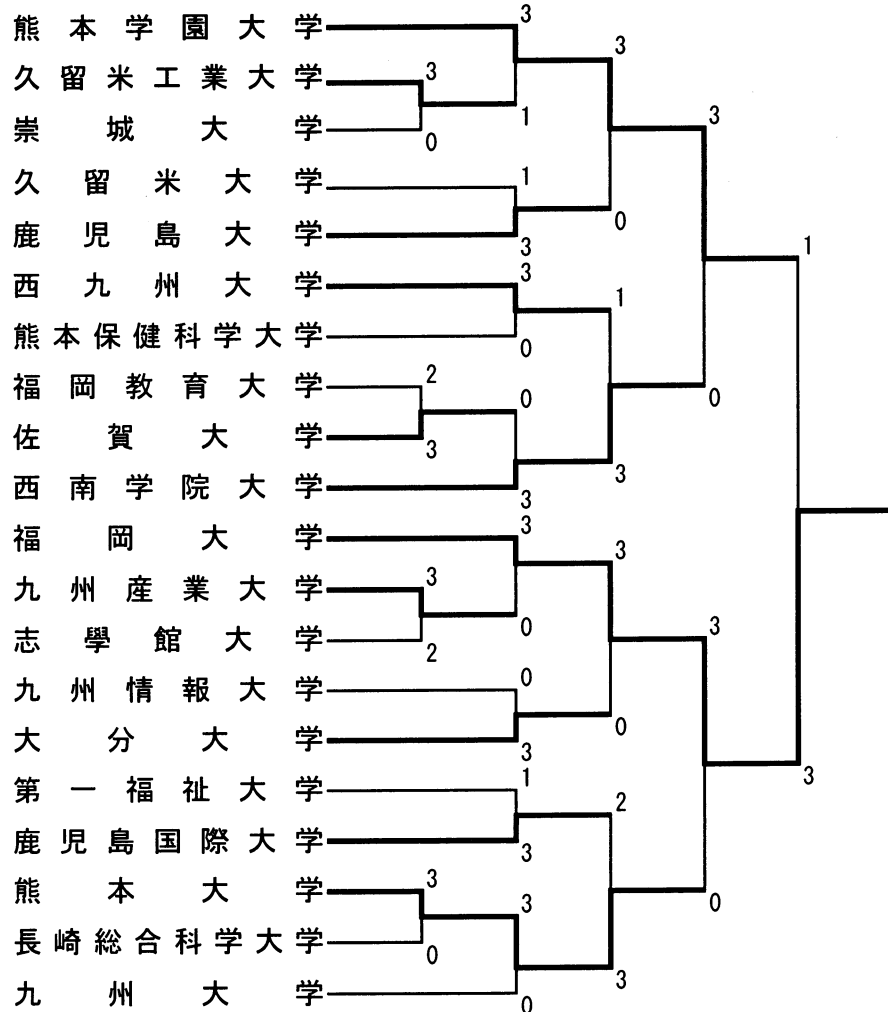 熊本学園大学 3
3
久留米工業大学 3
3
崇城大学 1
0
久留米大学 1
0
鹿児島大学 3
1
西九州大学 3
1
熊本保健科学大学 0
福岡教育大学 2
0 0
佐賀大学 3
3
西南学院大学 3
福岡大学 3
3
九州産業大学 3
0
志學館大学 2
3
九州情報大学 0
0
大分大学 3
3
第一福祉大学 1
2
鹿児島国際大学 3
熊本大学 3
3 0
長崎総合科学大学 0
3
九州大学 0